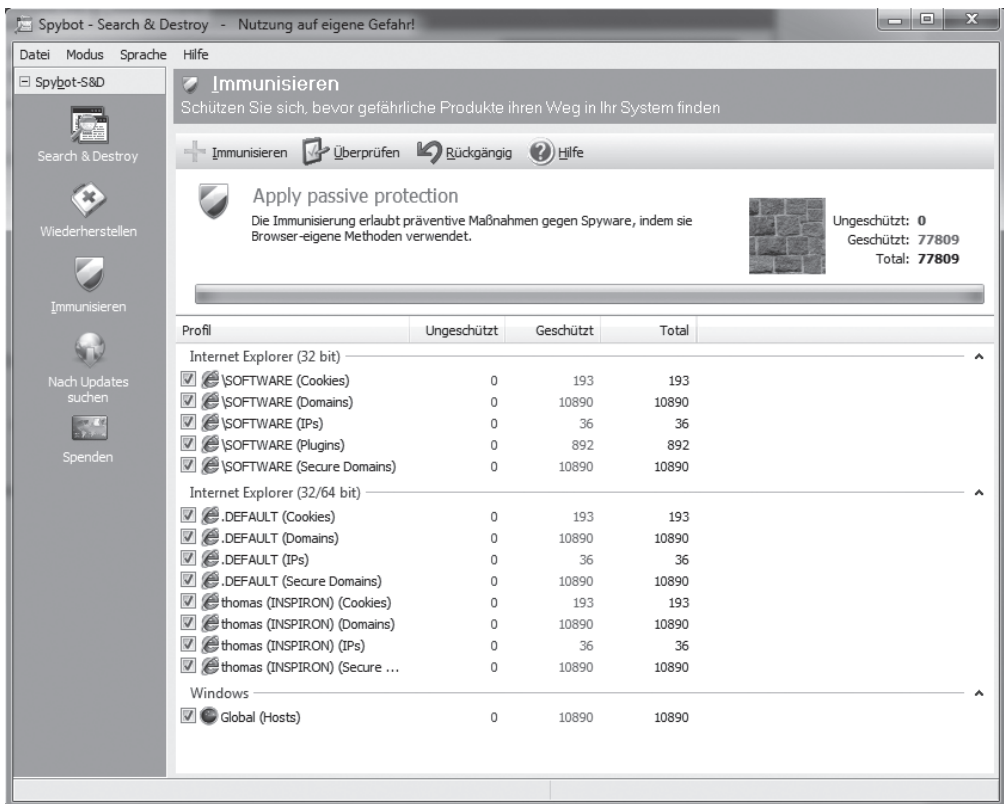 Spybot - Search & Destroy - Nutzung auf eigene Gefahr!
Datei Modus Sprache Hilfe
Spybot-S&D
Search & Destroy
Wiederherstellen
Immunisieren
Nach Updates
suchen
Spenden
Immunisieren
Schützen Sie sich, bevor gefährliche Produkte ihren Weg in Ihr System finden
Immunisieren Überprüfen Rückgängig Hilfe
Apply passive protection
Die Immunisierung erlaubt präventive Maßnahmen gegen Spyware, indem sie
Browser-eigene Methoden verwendet.
Ungeschützt: 0
Geschützt: 77809
Total: 77809
Profil Ungeschützt Geschützt Total
Internet Explorer (32 bit)
\SOFTWARE (Cookies) 0 193 193
\SOFTWARE (Domains) 0 10890 10890
\SOFTWARE (IPs) 0 36 36
\SOFTWARE (Plugins) 0 892 892
\SOFTWARE (Secure Domains) 0 10890 10890
Internet Explorer (32/64 bit)
.DEFAULT (Cookies) 0 193 193
.DEFAULT (Domains) 0 10890 10890
.DEFAULT (IPs) 0 36 36
.DEFAULT (Secure Domains) 0 10890 10890
thomas (INSPIRON) (Cookies) 0 193 193
thomas (INSPIRON) (Domains) 0 10890 10890
thomas (INSPIRON) (IPs) 0 36 36
thomas (INSPIRON) (Secure ... 0 10890 10890
Windows
Global (Hosts) 0 10890 10890